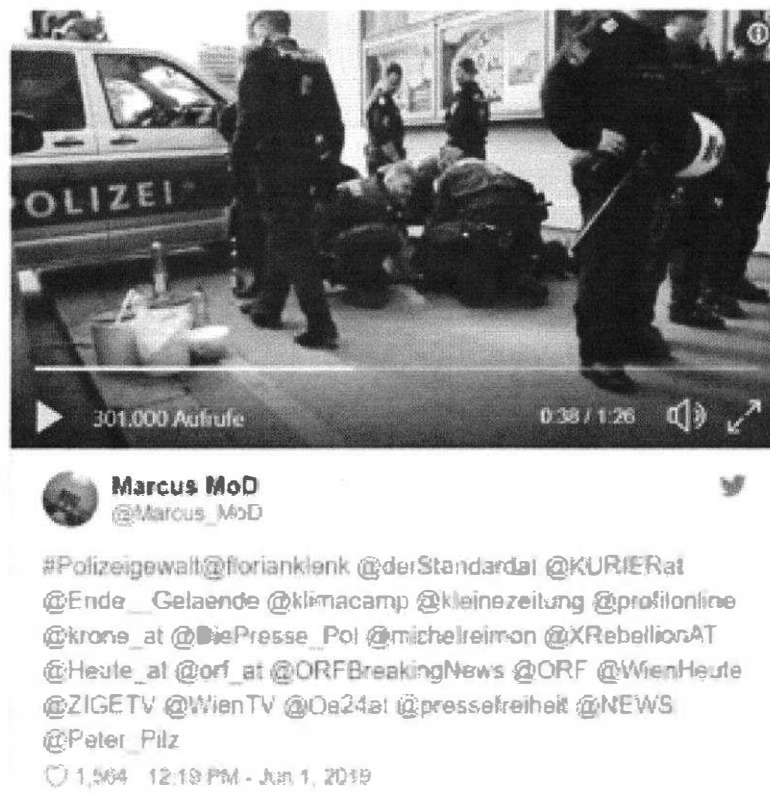 POLIZEI
301.000 Aufrufe
0:38 / 1:26
Marcus MoD
@Marcus_MoD
#Polizeigewalt@florianklenk @derStandardat @KURIERat
@Ende__Gelaende @klimacamp @kleinezeitung @profilonline
@krone_at @DiePresse_Pol @michelreimon @XRebellionAT
@Heute_at @orf_at @ORFBreakingNews @ORF @WienHeute
@ZIGETV @WienTV @Oe24at @pressefreiheit @NEWS
@Peter_Pilz
1,564 12:19 PM - Jun 1, 2019